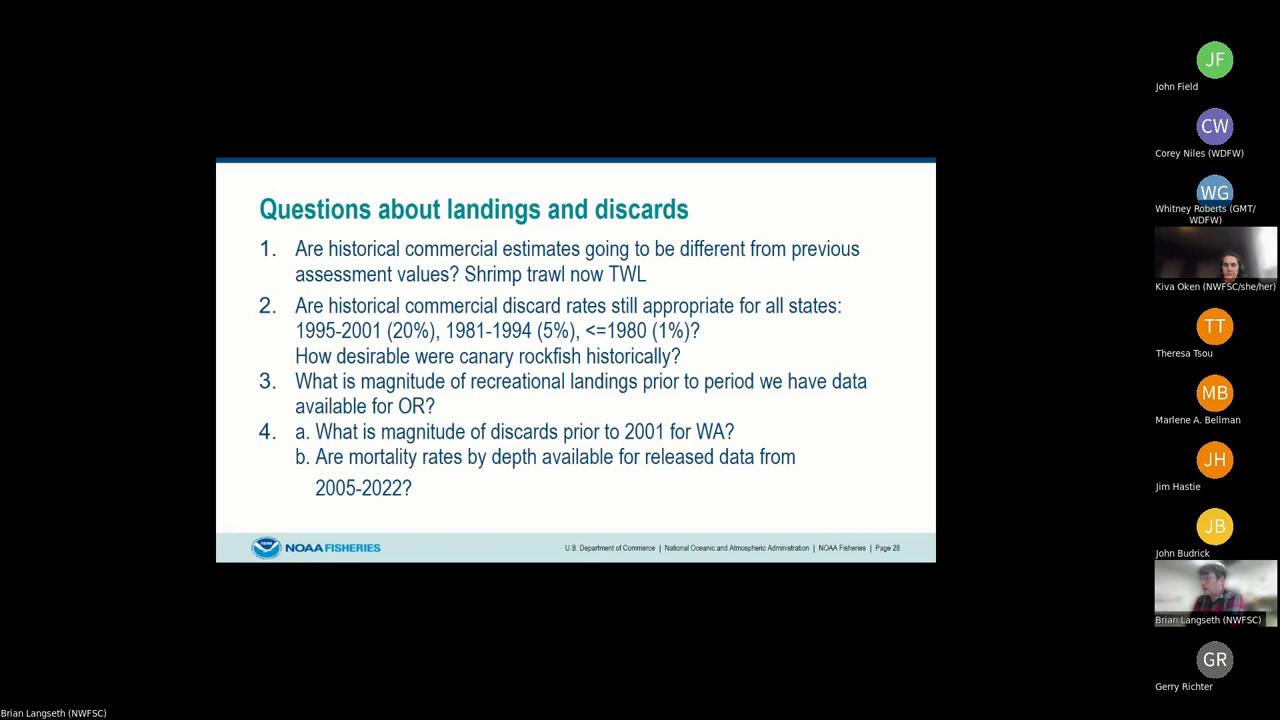 Questions about landings and discards
1. Are historical commercial estimates going to be different from previous
assessment values? Shrimp trawl now TWL
2. Are historical commercial discard rates still appropriate for all states:
1995-2001 (20%), 1981-1994 (5%), <=1980 (1%)?
How desirable were canary rockfish historically?
3. What is magnitude of recreational landings prior to period we have data
available for OR?
4. a. What is magnitude of discards prior to 2001 for WA?
b. Are mortality rates by depth available for released data from
2005-2022?
NOAA FISHERIES
U.S. Department of Commerce | National Oceanic and Atmospheric Administration | NOAA Fisheries | Page 28
JF
John Field
CW
Corey Niles (WDFW)
WG
Whitney Roberts (GMT/
WDFW)
Kiva Oken (NWFSC/she/her)
TT
Theresa Tsou
MB
Marlene A. Bellman
JH
Jim Hastie
JB
John Budrick
Brian Langseth (NWFSC)
GR
Gerry Richter
Brian Langseth (NWFSC)